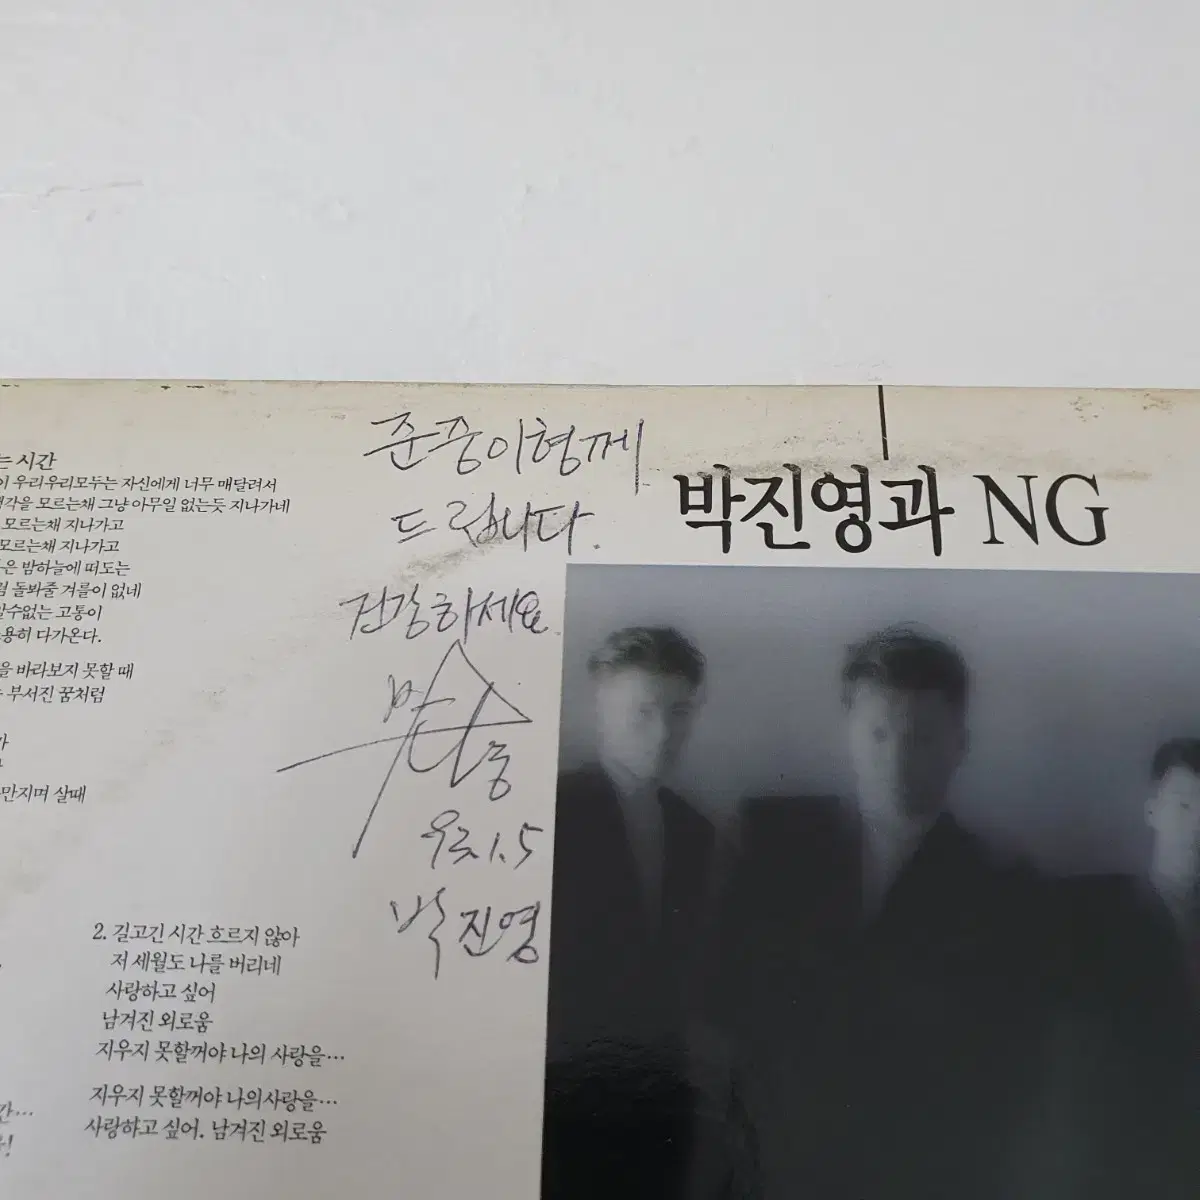 는 시간
이 우리우리모두는 자신에게 너무 매달려서
모르는채 그냥 아무일 없는듯 지나가네
모르는채 지나가고
모르는채 지나가고
밤하늘에 떠도는
돌봐줄 겨를이 없네
알수없는 고통이
다가온다.
을 바라보지 못할 때
부서진 꿈처럼
만지며 살때
2. 길고긴 시간 흐르지 않아
저 세월도 나를 버리네
사랑하고 싶어
남겨진 외로움
지우지 못할꺼야 나의 사랑을…
지우지 못할꺼야 나의사랑을…
사랑하고 싶어. 남겨진 외로움
준중이형께
드립니다.
건강하세요.
93.1.5
박진영
박진영과 NG